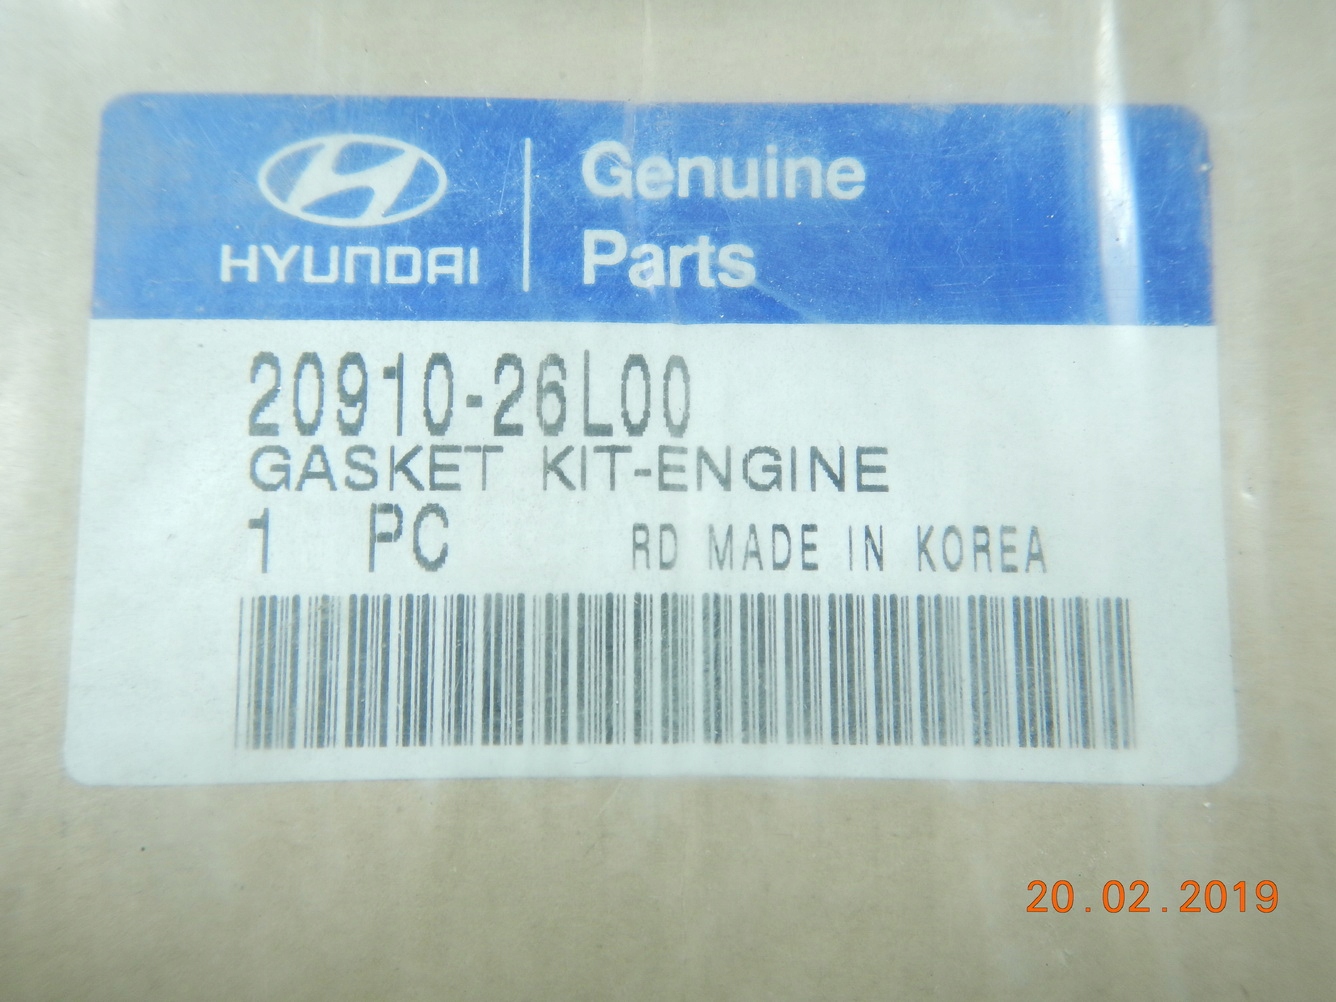 HYUNDAI
Genuine
Parts
20910-26L00
GASKET KIT-ENGINE
1 PC RD MADE IN KOREA
20.02.2019